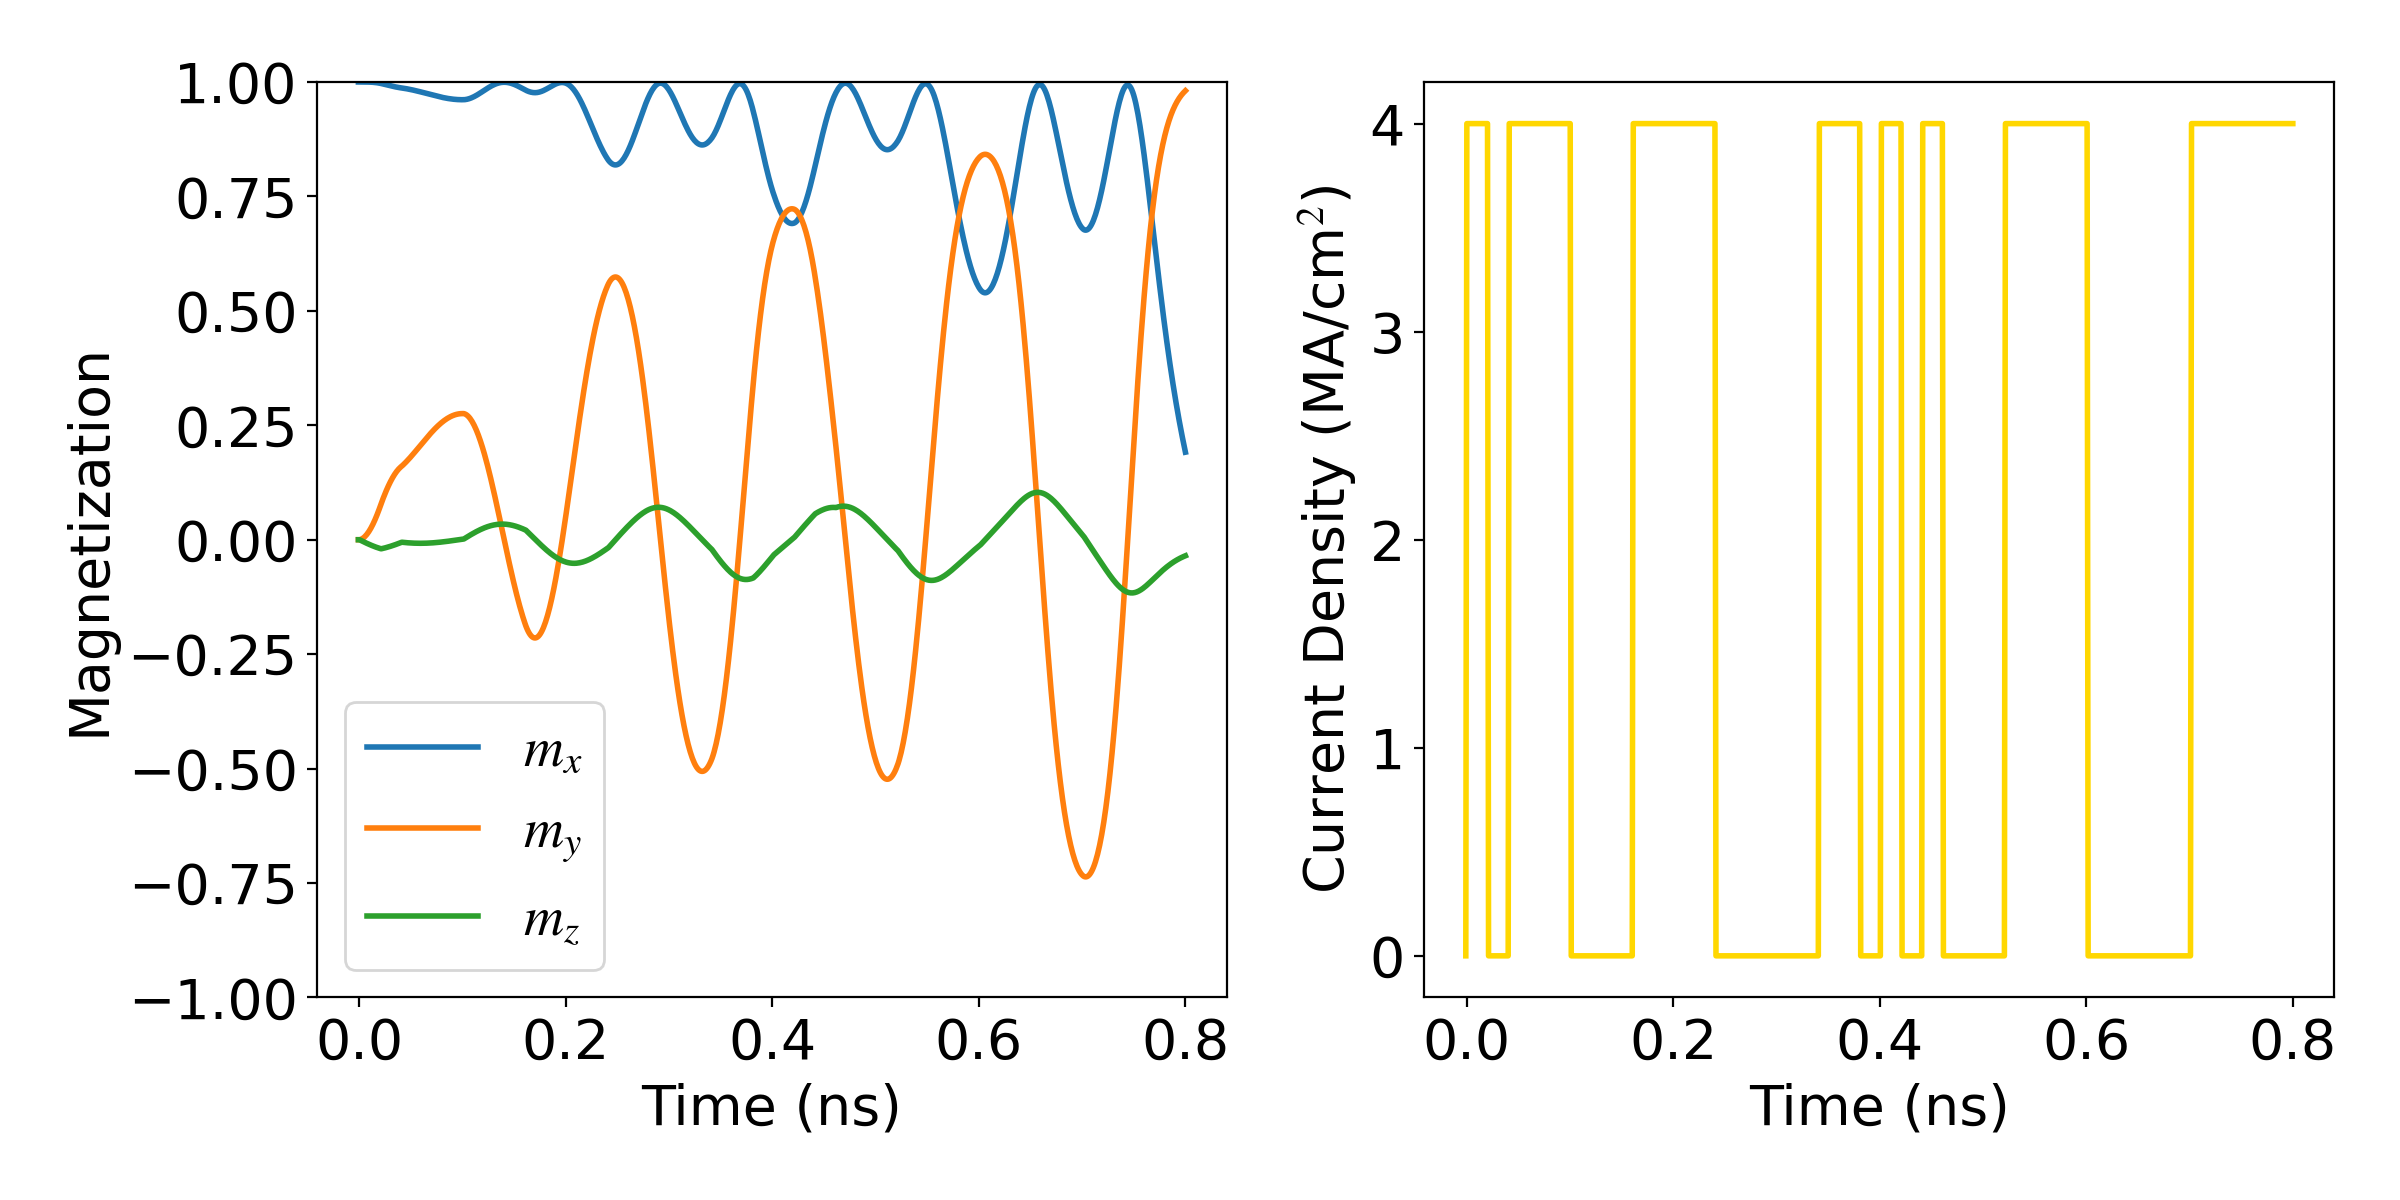 1.00
0.75
0.50
0.25
0.00
−0.25
−0.50
−0.75
−1.00
Magnetization
m_x
m_y
m_z
0.0 0.2 0.4 0.6 0.8
Time (ns)
4
3
2
1
0
Current Density (MA/cm²)
0.0 0.2 0.4 0.6 0.8
Time (ns)